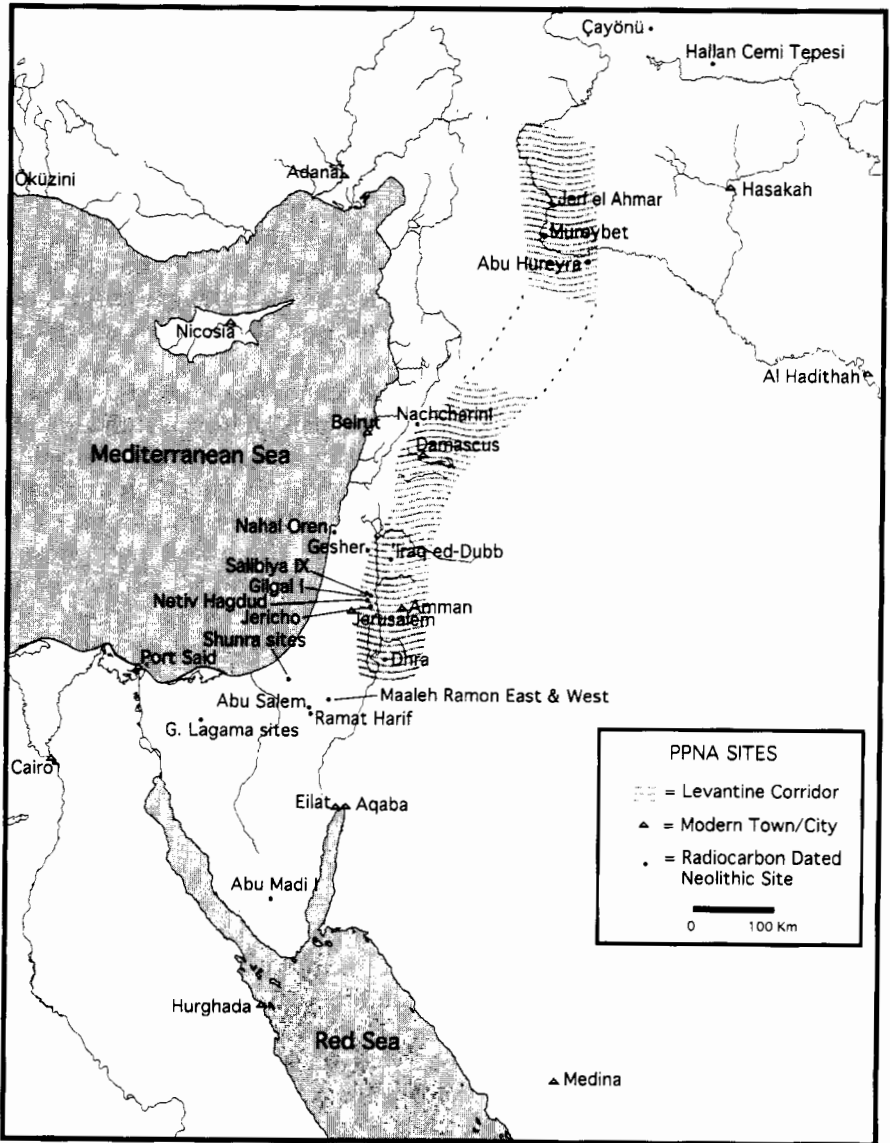 Çayönü
Hallan Cemi Tepesi
Öküzini
Adana
Hasakah
Jerf el Ahmar
Mureybet
Abu Hureyra
Nicosia
Al Hadithah
Nachcharini
Beirut
Damascus
Mediterranean Sea
Nahal Oren
Gesher
Iraq ed-Dubb
Salibiya IX
Gilgal I
Netiv Hagdud
Amman
Jericho
Jerusalem
Shunra sites
Port Said
Dhra
Abu Salem
Maaleh Ramon East & West
Ramat Harif
G. Lagama sites
Cairo
Eilat
Aqaba
Abu Madi I
Hurghada
Red Sea
Medina
PPNA SITES
= Levantine Corridor
= Modern Town/City
= Radiocarbon Dated
Neolithic Site
0 100 Km